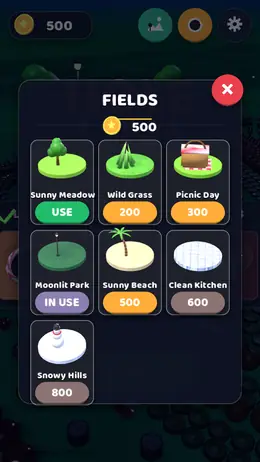 500
FIELDS
500
Sunny Meadow
Wild Grass
Picnic Day
USE
200
300
Moonlit Park
Sunny Beach
Clean Kitchen
IN USE
500
600
Snowy Hills
800